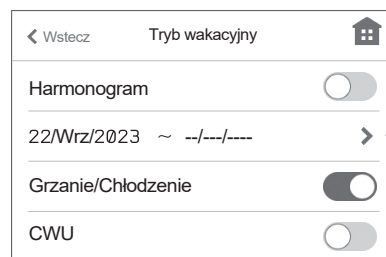 Wstecz Tryb wakacyjny
Harmonogram
22/Wrz/2023 ~ --/---/----
Grzanie/Chłodzenie
CWU